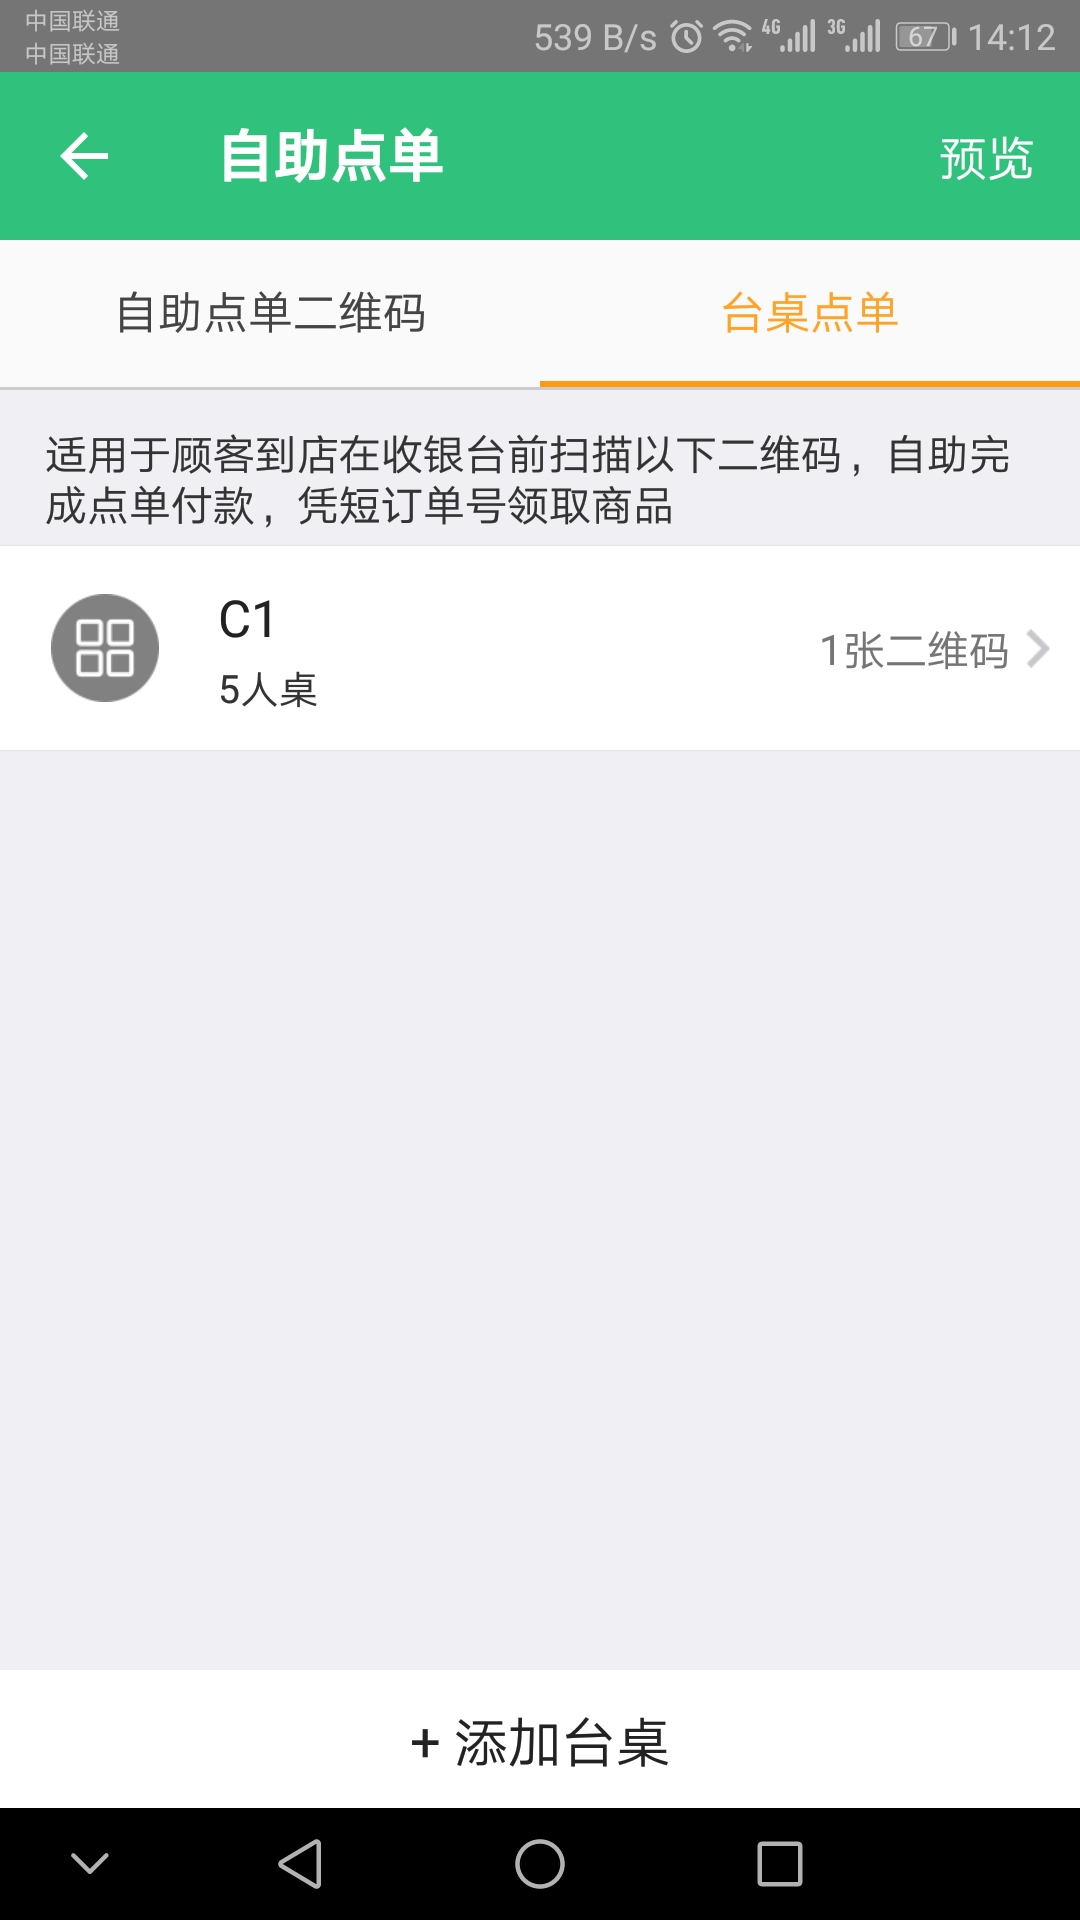 中国联通
中国联通
539 B/s 4G 3G 67 14:12
自助点单
预览
自助点单二维码
台桌点单
适用于顾客到店在收银台前扫描以下二维码，自助完
成点单付款，凭短订单号领取商品
C1
5人桌
1张二维码
+ 添加台桌